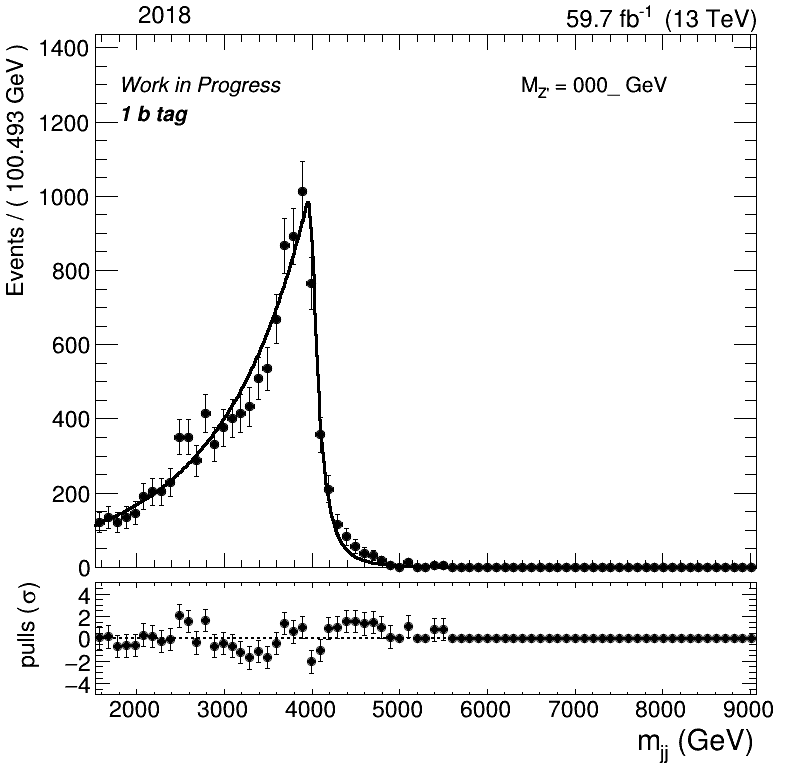 2018
59.7 fb⁻¹ (13 TeV)
Events / ( 100.493 GeV )
1400
1200
1000
800
600
400
200
0
Work in Progress
1 b tag
M_Z' = 000_ GeV
pulls (σ)
4
2
0
−2
−4
2000 3000 4000 5000 6000 7000 8000 9000
m_jj (GeV)